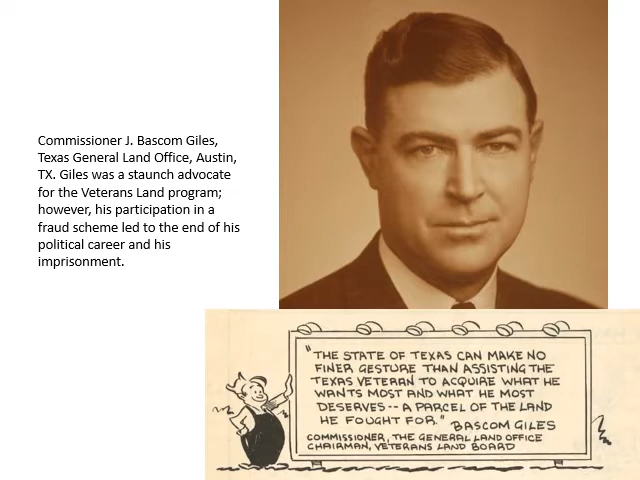 Commissioner J. Bascom Giles,
Texas General Land Office, Austin,
TX. Giles was a staunch advocate
for the Veterans Land program;
however, his participation in a
fraud scheme led to the end of his
political career and his
imprisonment.
"THE STATE OF TEXAS CAN MAKE NO
FINER GESTURE THAN ASSISTING THE
TEXAS VETERAN TO ACQUIRE WHAT HE
WANTS MOST AND WHAT HE MOST
DESERVES -- A PARCEL OF THE LAND
HE FOUGHT FOR."
BASCOM GILES
COMMISSIONER, THE GENERAL LAND OFFICE
CHAIRMAN, VETERANS LAND BOARD